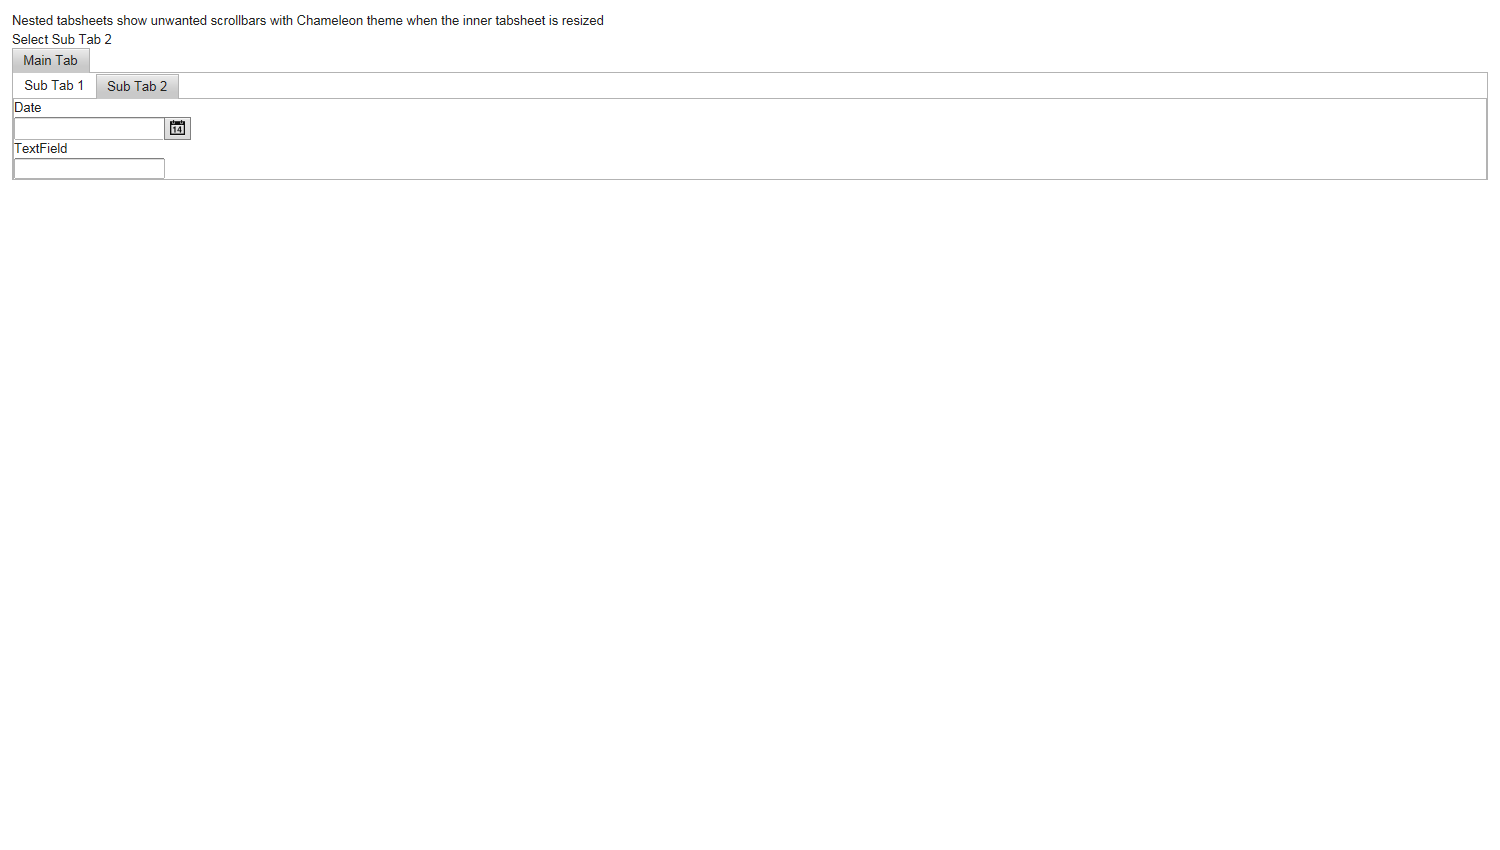 Nested tabsheets show unwanted scrollbars with Chameleon theme when the inner tabsheet is resized
Select Sub Tab 2
Main Tab
Sub Tab 1 Sub Tab 2
Date
14
TextField